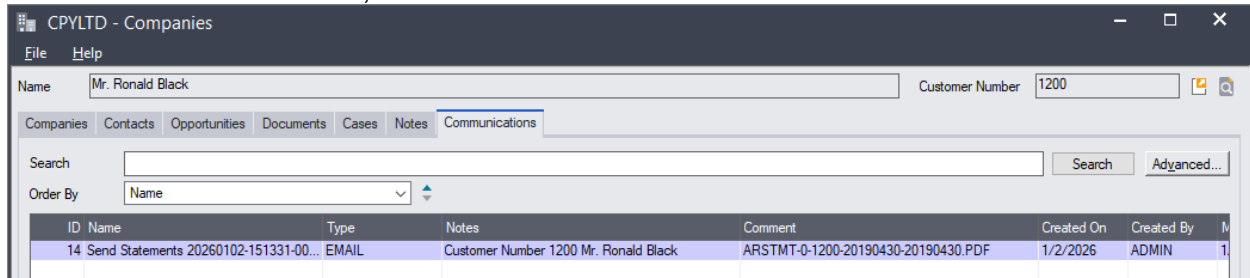 CPYLTD - Companies
File Help
Name Mr. Ronald Black Customer Number 1200
Companies Contacts Opportunities Documents Cases Notes Communications
Search Search Advanced...
Order By Name
ID Name Type Notes Comment Created On Created By M
14 Send Statements 20260102-151331-00... EMAIL Customer Number 1200 Mr. Ronald Black ARSTMT-0-1200-20190430-20190430.PDF 1/2/2026 ADMIN 1.